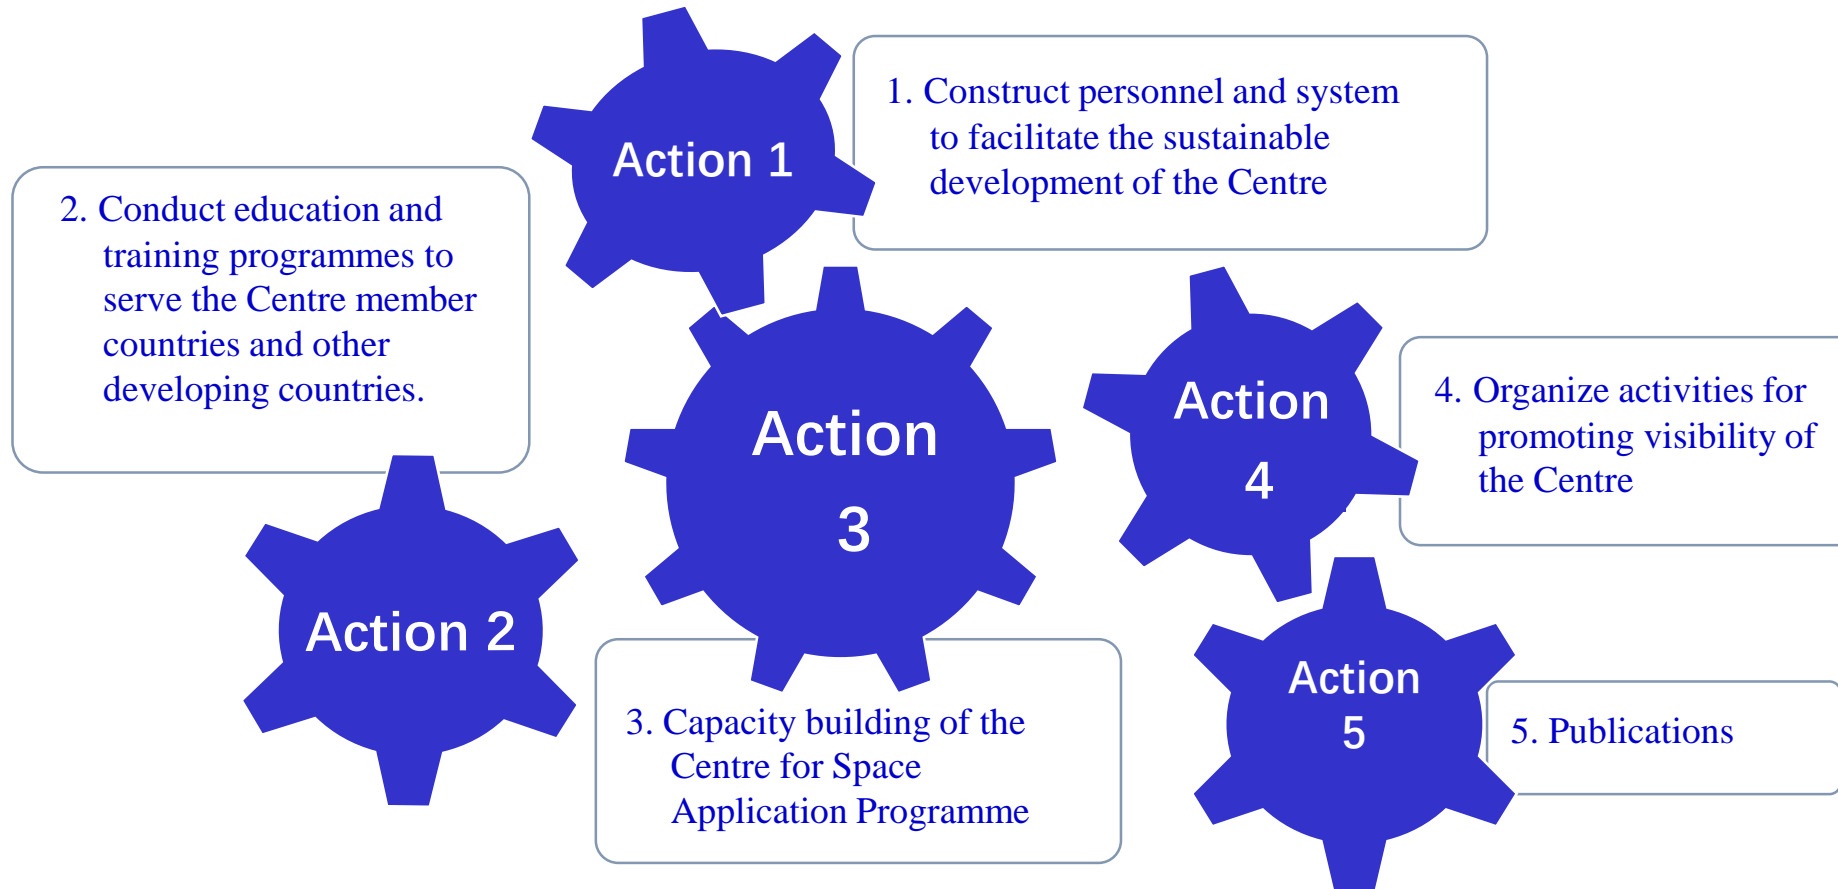 Action 1
1. Construct personnel and system
to facilitate the sustainable
development of the Centre
2. Conduct education and
training programmes to
serve the Centre member
countries and other
developing countries.
Action 2
Action
3
3. Capacity building of the
Centre for Space
Application Programme
Action
4
4. Organize activities for
promoting visibility of
the Centre
Action
5
5. Publications